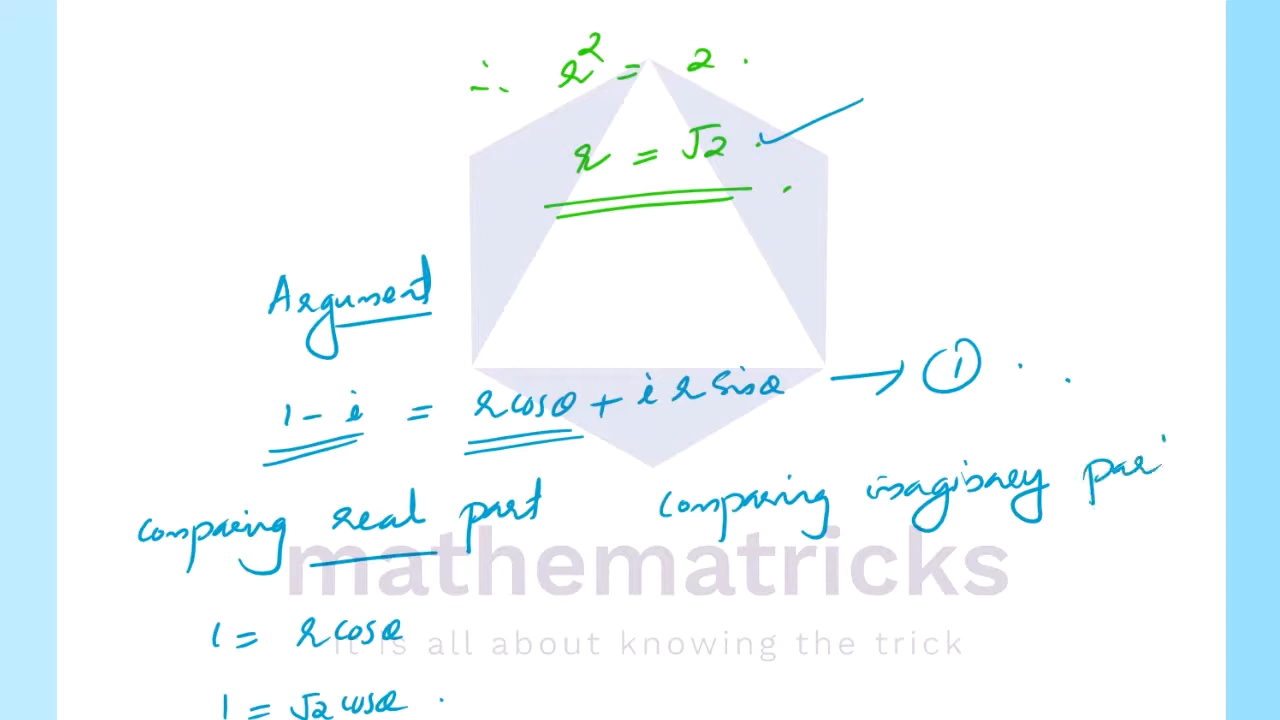 ∴ r² = 2.
r = √2.
Argument
1 - i = r cosθ + i r sinθ → ①
comparing real part comparing imaginary par
mathematricks
1 = r cosθ
it is all about knowing the trick
1 = √2 cosθ.